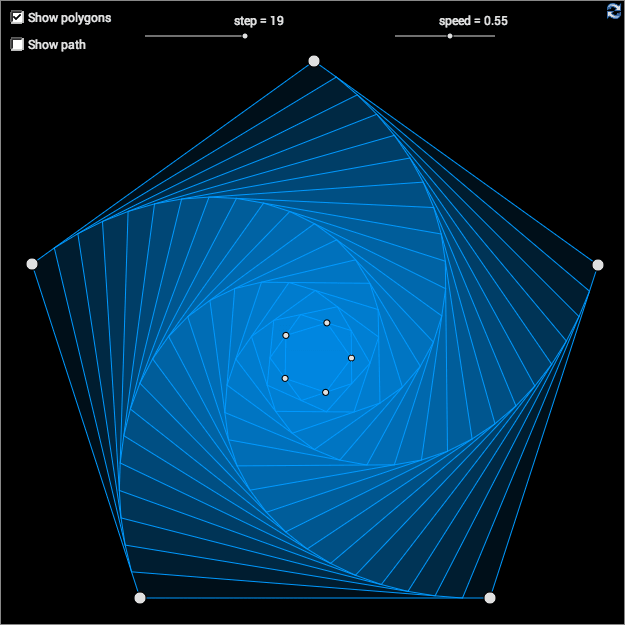 Show polygons
step = 19
speed = 0.55
Show path